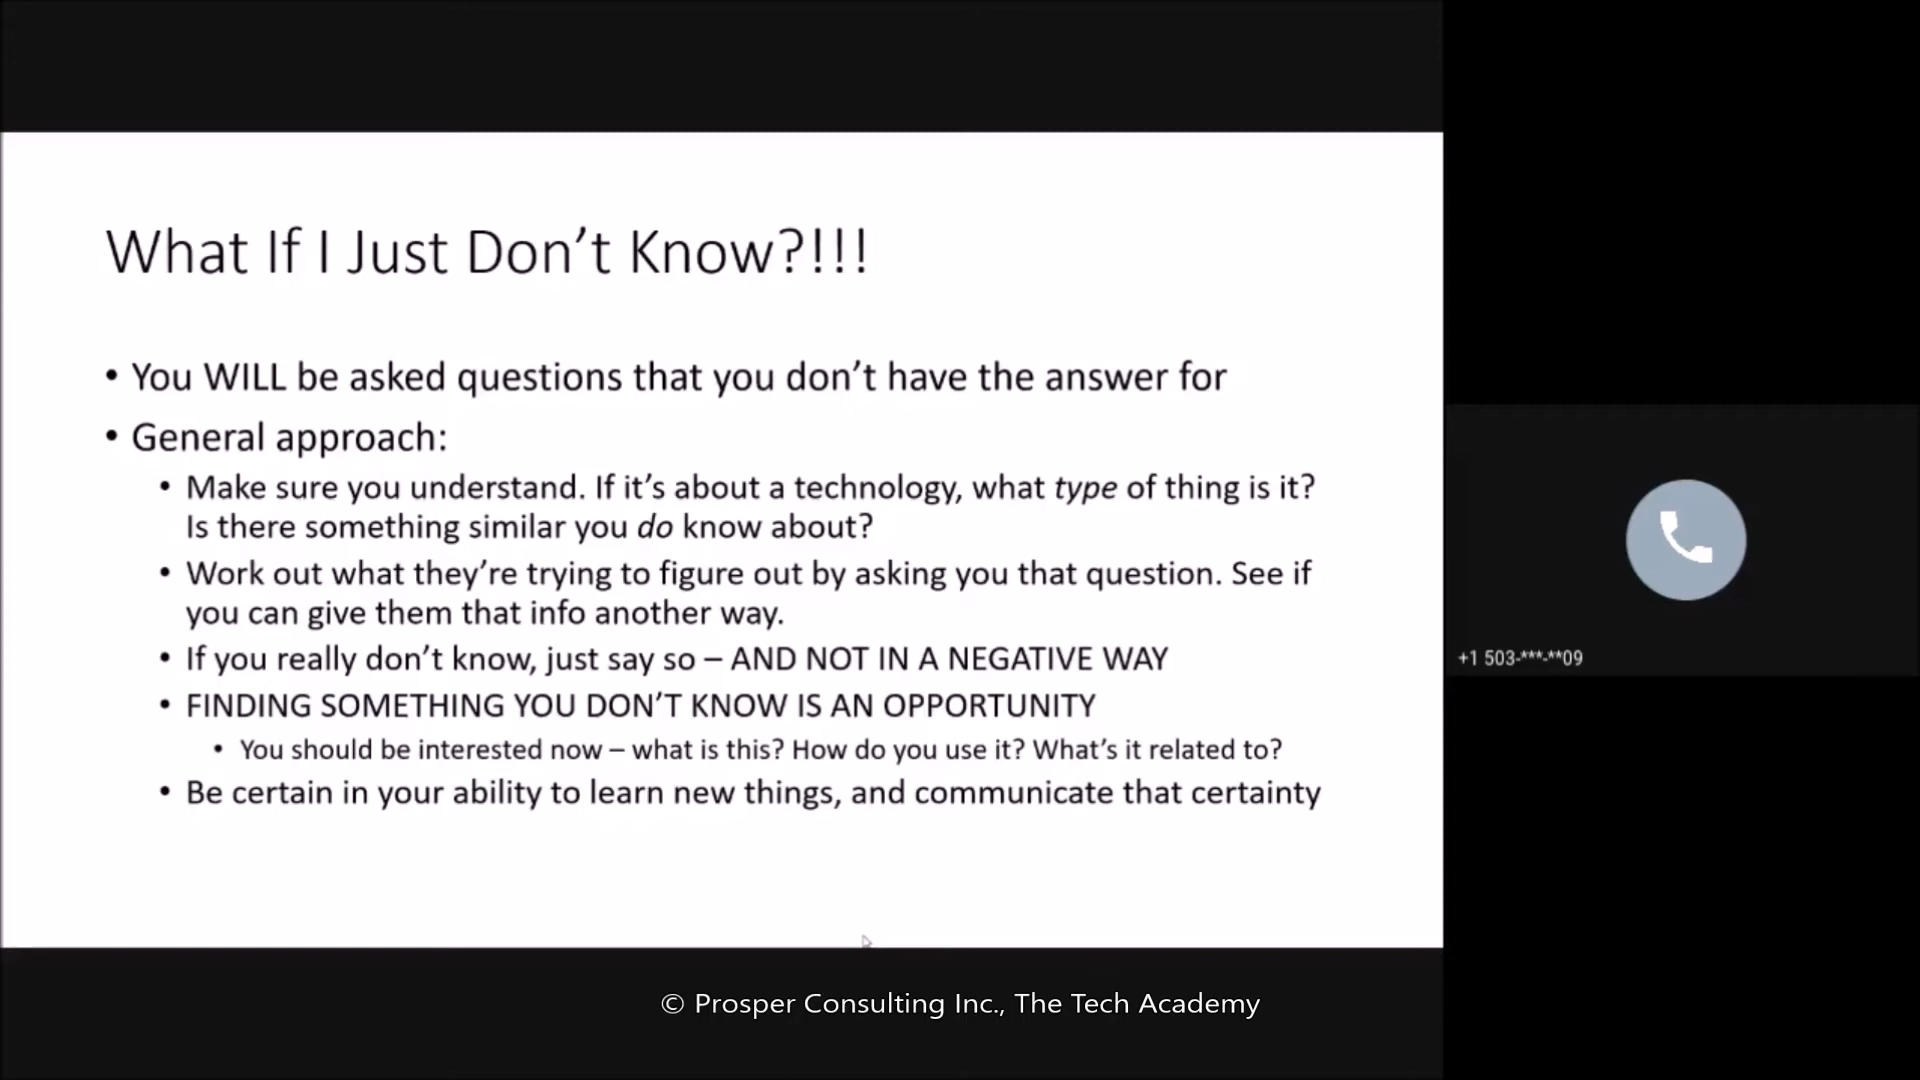 What If I Just Don’t Know?!!!
• You WILL be asked questions that you don’t have the answer for
• General approach:
• Make sure you understand. If it’s about a technology, what type of thing is it?
Is there something similar you do know about?
• Work out what they’re trying to figure out by asking you that question. See if
you can give them that info another way.
• If you really don’t know, just say so – AND NOT IN A NEGATIVE WAY
• FINDING SOMETHING YOU DON’T KNOW IS AN OPPORTUNITY
• You should be interested now – what is this? How do you use it? What’s it related to?
• Be certain in your ability to learn new things, and communicate that certainty
+1 503-***-**09
© Prosper Consulting Inc., The Tech Academy